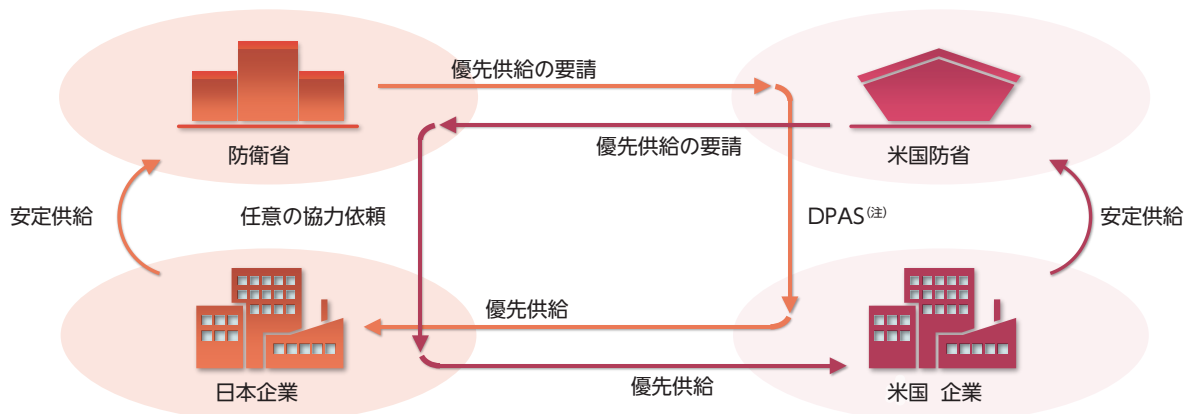 優先供給の要請
優先供給の要請
防衛省
米国防省
安定供給
任意の協力依頼
DPAS(注)
安定供給
優先供給
優先供給
日本企業
米国 企業